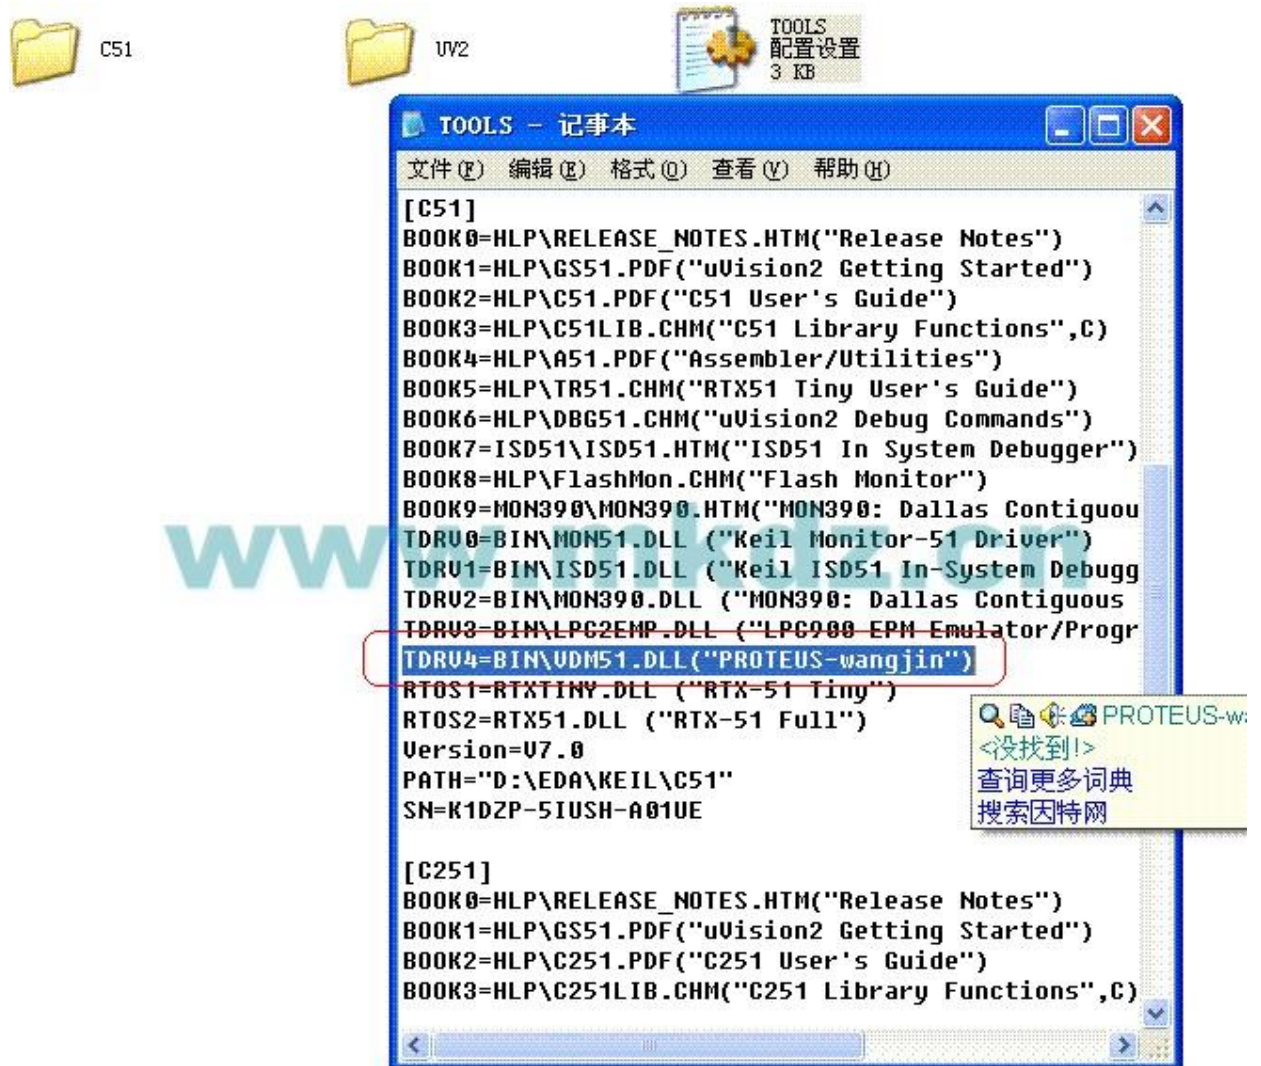 C51
UV2
TOOLS
配置设置
3 KB
TOOLS - 记事本
文件(F) 编辑(E) 格式(O) 查看(V) 帮助(H)
[C51]
BOOK0=HLP\RELEASE_NOTES.HTM("Release Notes")
BOOK1=HLP\GS51.PDF("uVision2 Getting Started")
BOOK2=HLP\C51.PDF("C51 User's Guide")
BOOK3=HLP\C51LIB.CHM("C51 Library Functions",C)
BOOK4=HLP\A51.PDF("Assembler/Utilities")
BOOK5=HLP\TR51.CHM("RTX51 Tiny User's Guide")
BOOK6=HLP\DBG51.CHM("uVision2 Debug Commands")
BOOK7=ISD51\ISD51.HTM("ISD51 In System Debugger")
BOOK8=HLP\FlashMon.CHM("Flash Monitor")
BOOK9=MON390\MON390.HTM("MON390: Dallas Contiguou
TDRV0=BIN\MON51.DLL ("Keil Monitor-51 Driver")
TDRV1=BIN\ISD51.DLL ("Keil ISD51 In-System Debugg
TDRV2=BIN\MON390.DLL ("MON390: Dallas Contiguous
TDRV3=BIN\LPC2EMP.DLL ("LPC900 EPM Emulator/Progr
TDRV4=BIN\VDM51.DLL("PROTEUS-wangjin")
RTOS1=RTXTINY.DLL ("RTX-51 Tiny")
RTOS2=RTX51.DLL ("RTX-51 Full")
Version=V7.0
PATH="D:\EDA\KEIL\C51"
SN=K1DZP-5IUSH-A01UE
[C251]
BOOK0=HLP\RELEASE_NOTES.HTM("Release Notes")
BOOK1=HLP\GS51.PDF("uVision2 Getting Started")
BOOK2=HLP\C251.PDF("C251 User's Guide")
BOOK3=HLP\C251LIB.CHM("C251 Library Functions",C)
PROTEUS-wa
<没找到!>
查询更多词典
搜索因特网
www.mkdz.cn